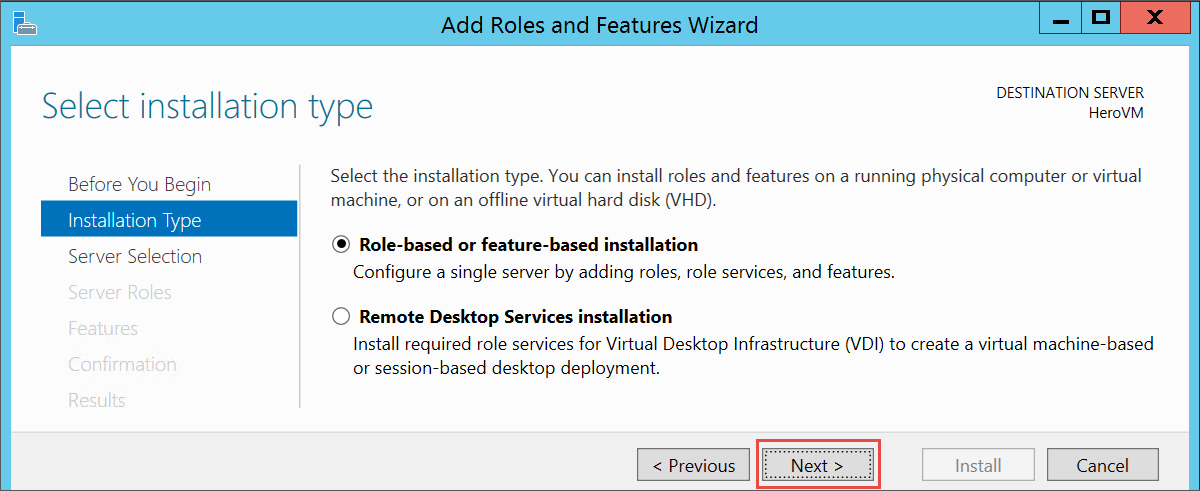 Add Roles and Features Wizard
Select installation type
DESTINATION SERVER
HeroVM
Before You Begin
Installation Type
Server Selection
Server Roles
Features
Confirmation
Results
Select the installation type. You can install roles and features on a running physical computer or virtual
machine, or on an offline virtual hard disk (VHD).
Role-based or feature-based installation
Configure a single server by adding roles, role services, and features.
Remote Desktop Services installation
Install required role services for Virtual Desktop Infrastructure (VDI) to create a virtual machine-based
or session-based desktop deployment.
< Previous
Next >
Install
Cancel